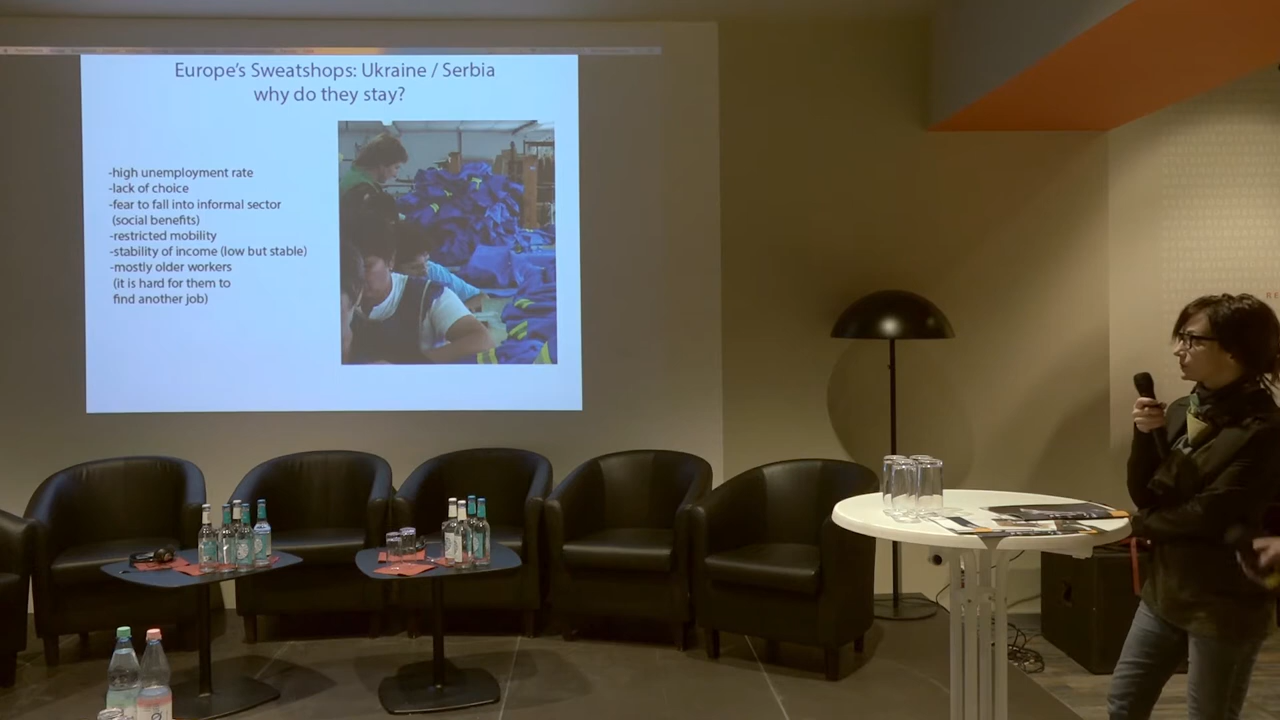 Europe's Sweatshops: Ukraine / Serbia
why do they stay?
-high unemployment rate
-lack of choice
-fear to fall into informal sector
(social benefits)
-restricted mobility
-stability of income (low but stable)
-mostly older workers
(it is hard for them to
find another job)